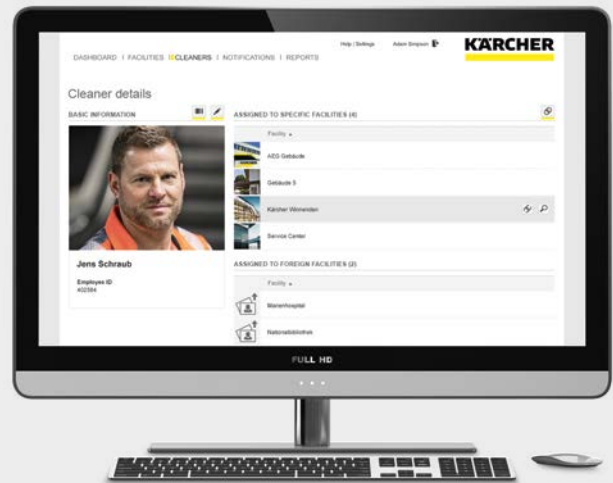 Help / Settings
Adam Simpson
KÄRCHER
DASHBOARD I FACILITIES CLEANERS I NOTIFICATIONS I REPORTS
Cleaner details
BASIC INFORMATION
ASSIGNED TO SPECIFIC FACILITIES (4)
Facility
AEG Gebäude
Gebäude 5
Kärcher Winnenden
Service Center
Jens Schraub
Employee ID
402584
ASSIGNED TO FOREIGN FACILITIES (2)
Facility
Marienhospital
Nationalbibliothek
FULL HD